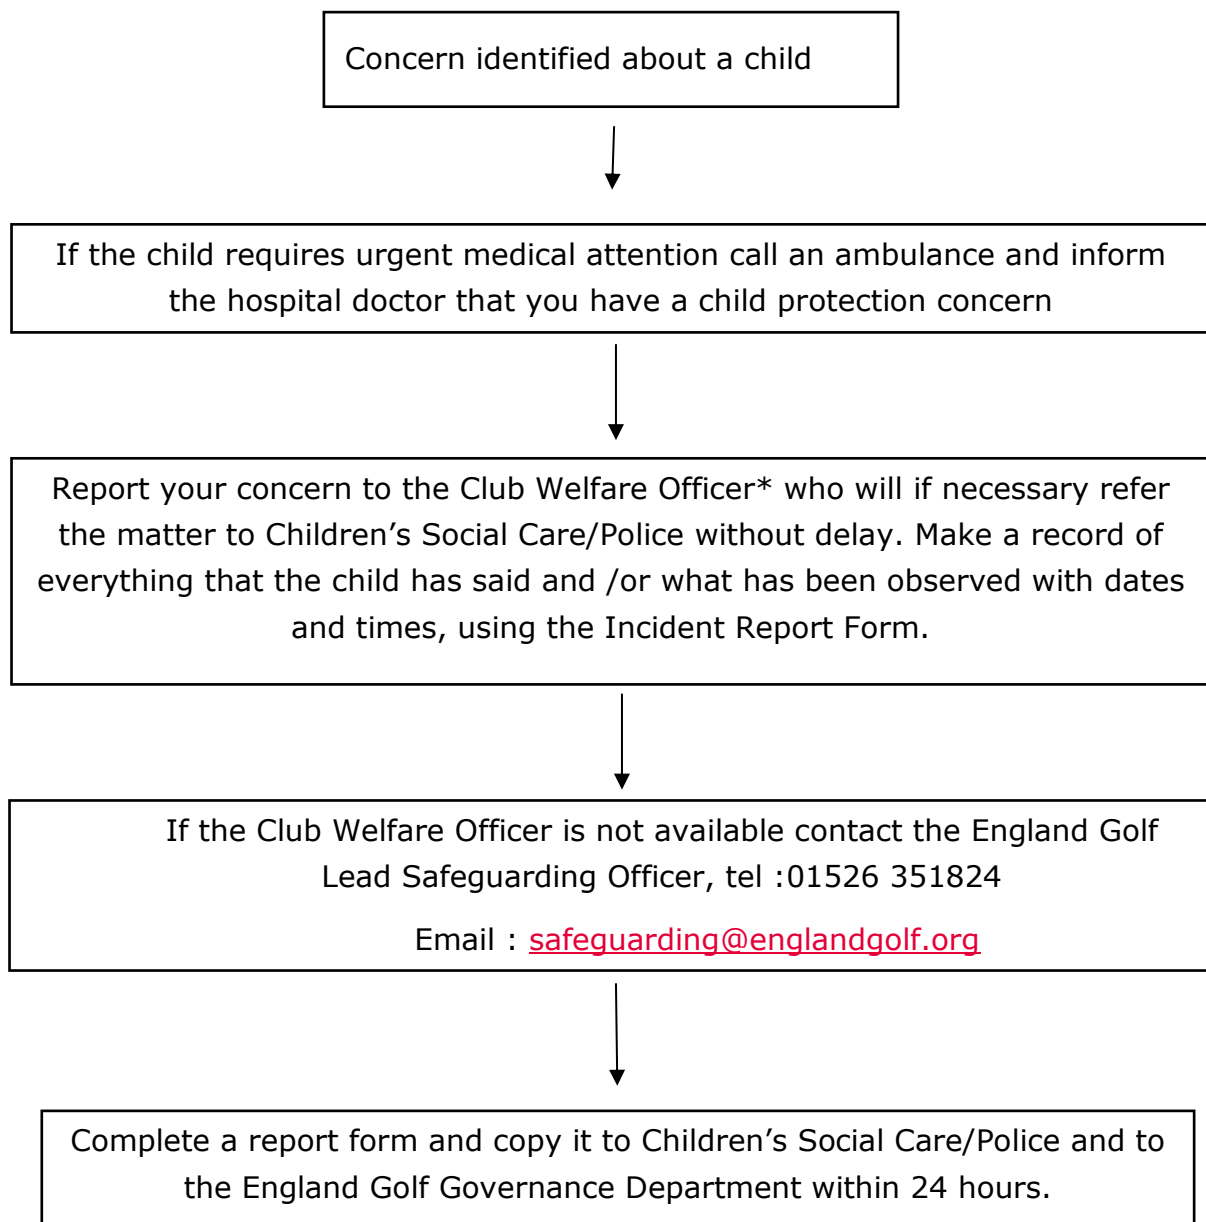 Concern identified about a child
If the child requires urgent medical attention call an ambulance and inform
the hospital doctor that you have a child protection concern
Report your concern to the Club Welfare Officer* who will if necessary refer
the matter to Children’s Social Care/Police without delay. Make a record of
everything that the child has said and /or what has been observed with dates
and times, using the Incident Report Form.
If the Club Welfare Officer is not available contact the England Golf
Lead Safeguarding Officer, tel :01526 351824
Email : safeguarding@englandgolf.org
Complete a report form and copy it to Children’s Social Care/Police and to
the England Golf Governance Department within 24 hours.